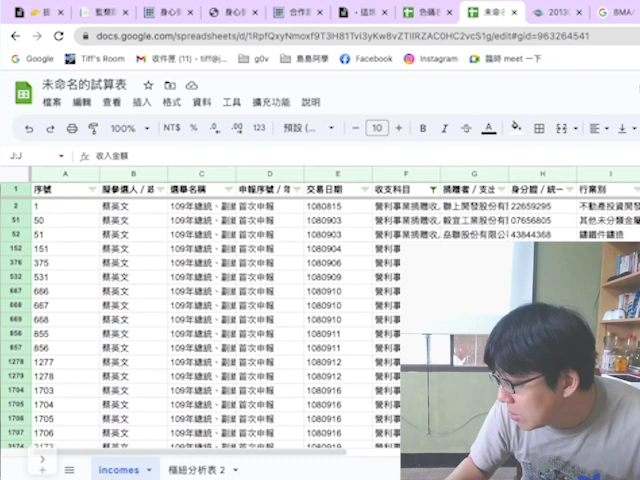 監察
身心
身心
合作
色碼
未命名
2013
BMA
docs.google.com/spreadsheets/d/1RpfQxyNmoxf9T3H81Tvi3yKw8vZTlIRZAC0HC2vcS1g/edit#gid=963264541
Google Tiff's Room 收件匣 (11) - tiff@j... g0v 島島阿學 Facebook Instagram 臨時 meet 一下
未命名的試算表
檔案 編輯 查看 插入 格式 資料 工具 擴充功能 說明
100% NT$ % .0 .00 123 預設 (... 10 B I A
J:J fx 收入金額
A B C D E F G H I
1 序號 擬參選人 / 選舉名稱 申報序號 / 年 交易日期 收支科目 捐贈者 / 支出 身分證 / 統一 行業別
2 1 蔡英文 109年總統、副 首次申報 1080815 營利事業捐贈收 聯上開發股份有 22659295 不動產投資開發
51 50 蔡英文 109年總統、副 首次申報 1080903 營利事業捐贈收 毅宜工業股份有 07656805 其他未分類金屬
52 51 蔡英文 109年總統、副 首次申報 1080903 營利事業捐贈收 岳聯股份有限公 43844368 鑄鐵件鑄造
152 151 蔡英文 109年總統、副 首次申報 1080904 營利事
376 375 蔡英文 109年總統、副 首次申報 1080906 營利事
532 531 蔡英文 109年總統、副 首次申報 1080909 營利事
667 666 蔡英文 109年總統、副 首次申報 1080910 營利事
668 667 蔡英文 109年總統、副 首次申報 1080910 營利事
669 668 蔡英文 109年總統、副 首次申報 1080910 營利事
856 855 蔡英文 109年總統、副 首次申報 1080911 營利事
857 856 蔡英文 109年總統、副 首次申報 1080911 營利事
1278 1277 蔡英文 109年總統、副 首次申報 1080912 營利事
1279 1278 蔡英文 109年總統、副 首次申報 1080912 營利事
1704 1703 蔡英文 109年總統、副 首次申報 1080916 營利事
1705 1704 蔡英文 109年總統、副 首次申報 1080916 營利事
1706 1705 蔡英文 109年總統、副 首次申報 1080916 營利事
1707 1706 蔡英文 109年總統、副 首次申報 1080916 營利事
incomes 樞紐分析表 2